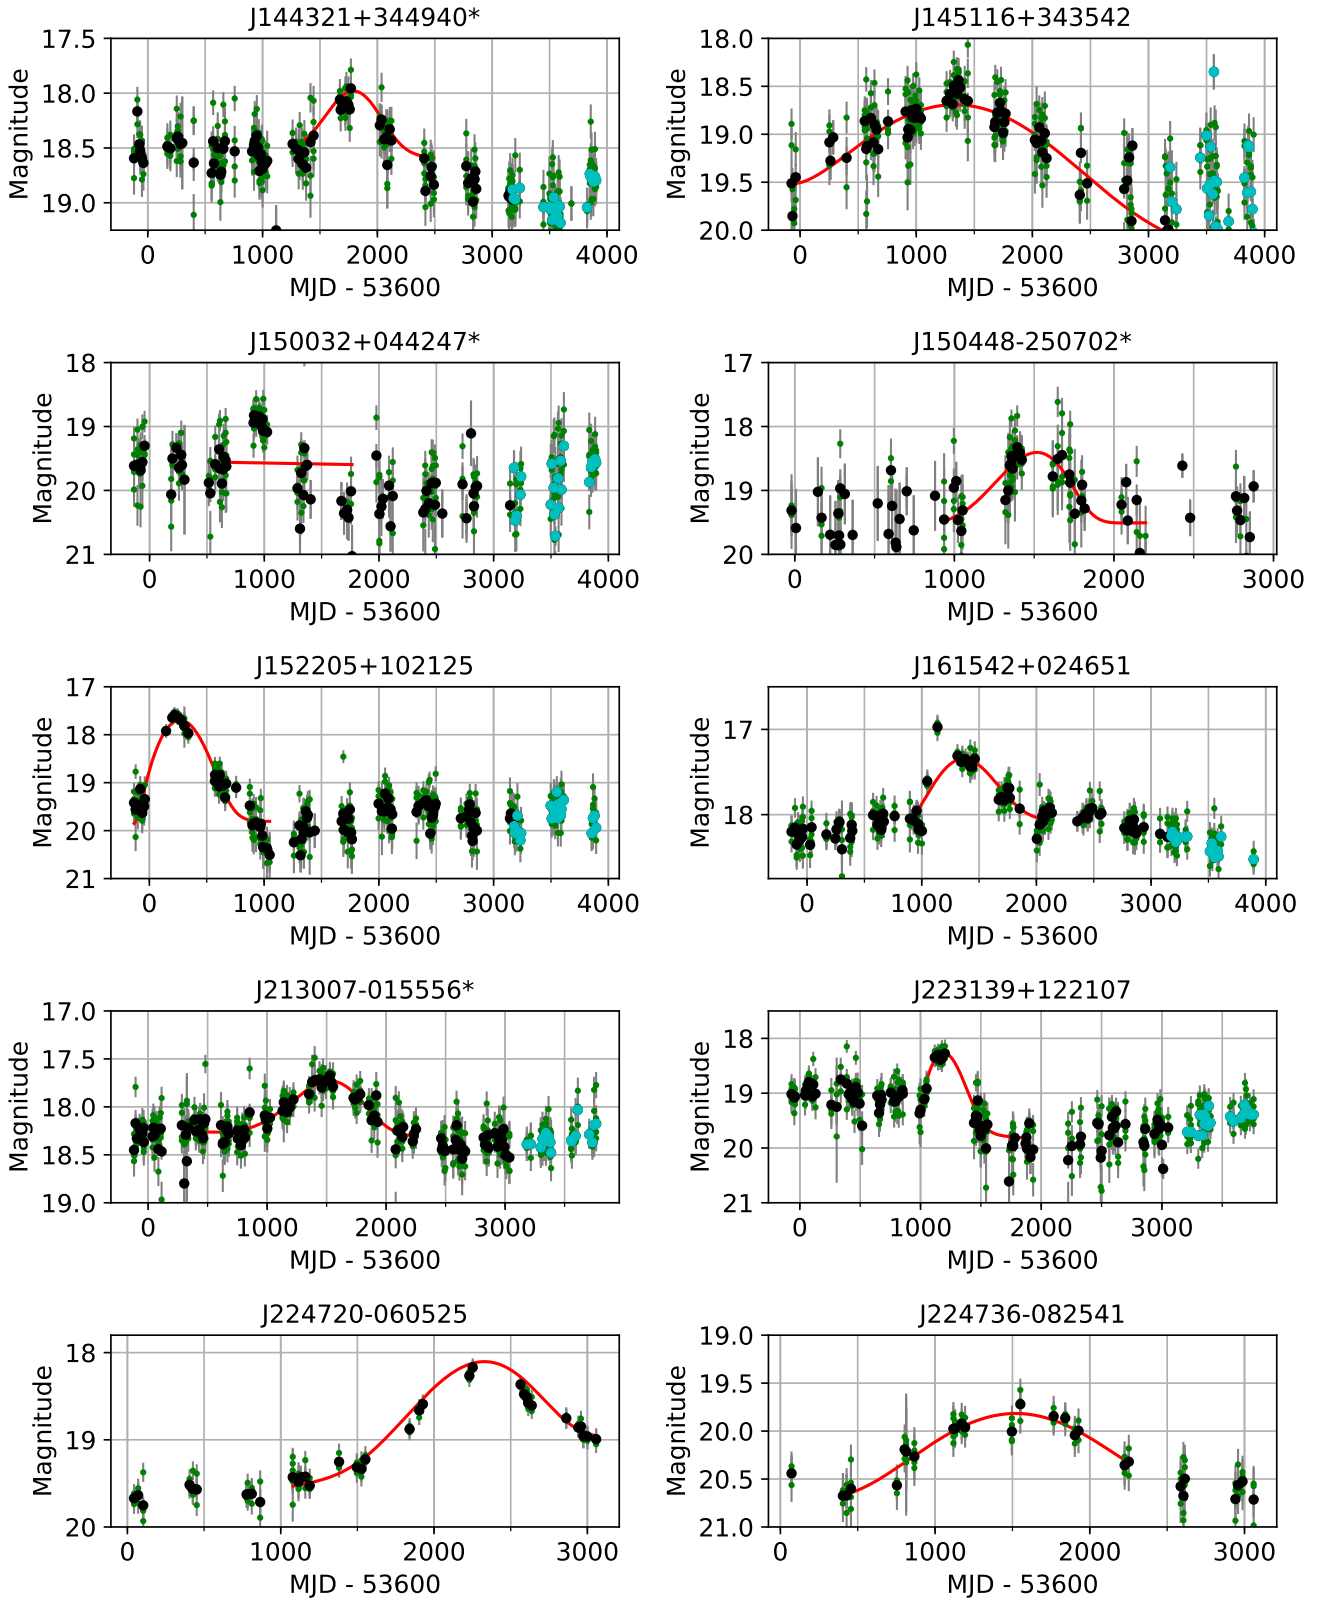 J144321+344940*
17.5
18.0
18.5
19.0
Magnitude
0 1000 2000 3000 4000
MJD - 53600
J145116+343542
18.0
18.5
19.0
19.5
20.0
Magnitude
0 1000 2000 3000 4000
MJD - 53600
J150032+044247*
18
19
20
21
Magnitude
0 1000 2000 3000 4000
MJD - 53600
J150448-250702*
17
18
19
20
Magnitude
0 1000 2000 3000
MJD - 53600
J152205+102125
17
18
19
20
21
Magnitude
0 1000 2000 3000 4000
MJD - 53600
J161542+024651
17
18
Magnitude
0 1000 2000 3000 4000
MJD - 53600
J213007-015556*
17.0
17.5
18.0
18.5
19.0
Magnitude
0 1000 2000 3000
MJD - 53600
J223139+122107
18
19
20
21
Magnitude
0 1000 2000 3000
MJD - 53600
J224720-060525
18
19
20
Magnitude
0 1000 2000 3000
MJD - 53600
J224736-082541
19.0
19.5
20.0
20.5
21.0
Magnitude
0 1000 2000 3000
MJD - 53600